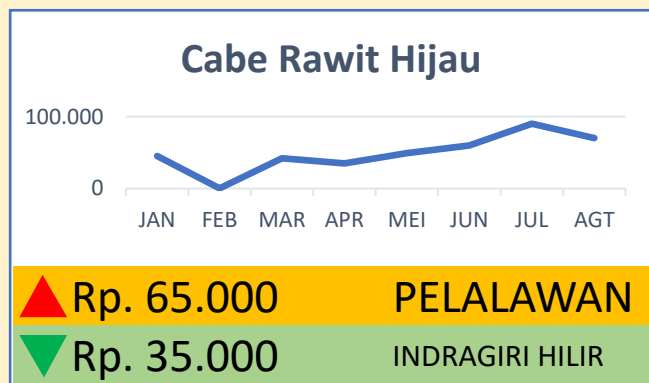 Cabe Rawit Hijau
100.000
0
JAN FEB MAR APR MEI JUN JUL AGT
Rp. 65.000 PELALAWAN
Rp. 35.000 INDRAGIRI HILIR